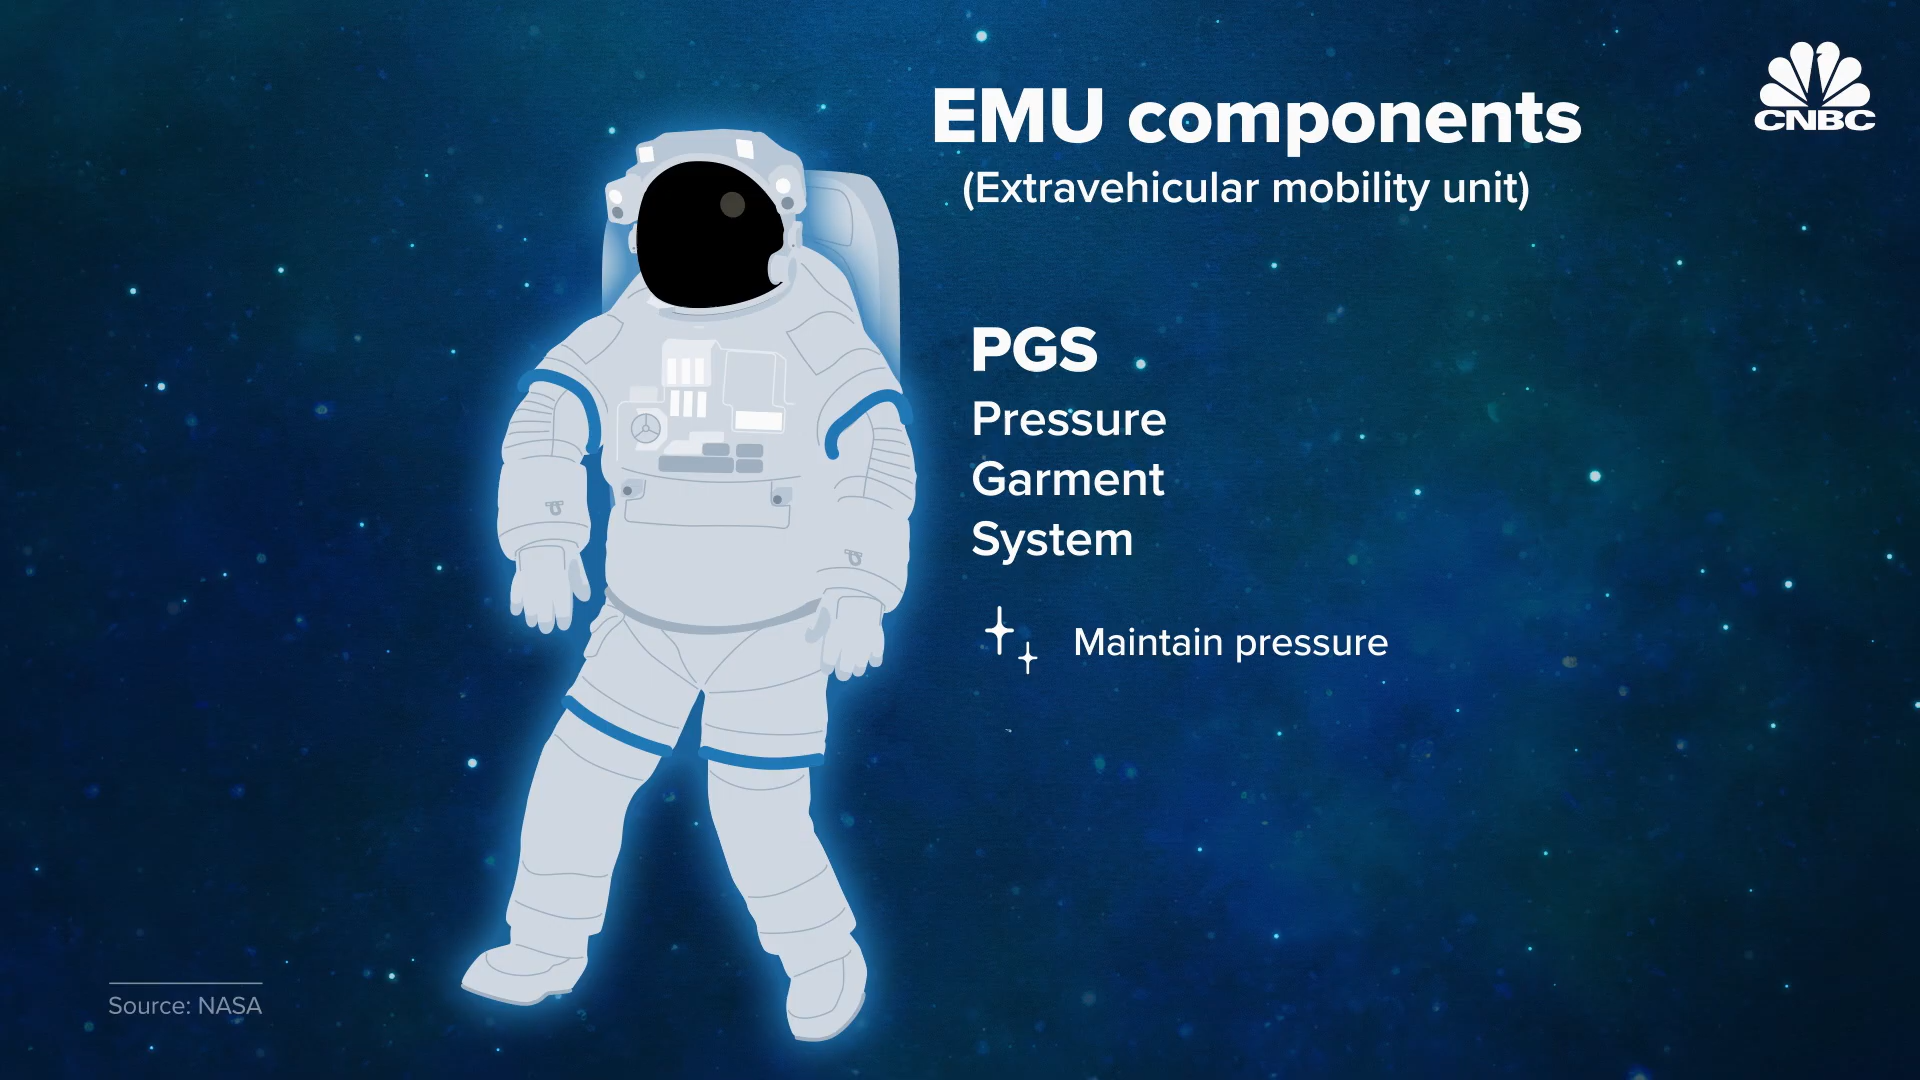 EMU components
(Extravehicular mobility unit)
CNBC
PGS
Pressure
Garment
System
Maintain pressure
Source: NASA